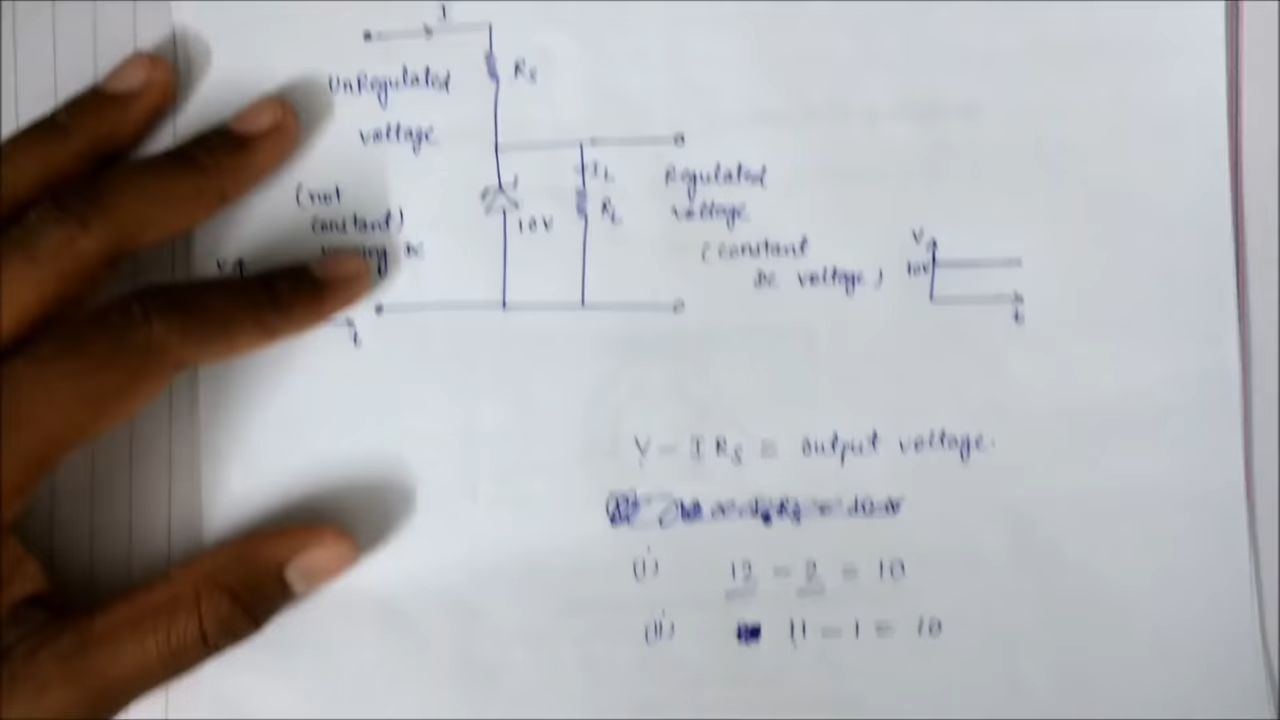 I
Rs
UnRegulated
voltage
IL
RL
10V
(not
constant)
DC
V
t
Regulated
voltage
(constant
DC voltage)
V
10V
t
V - IRs = output voltage.
(i) 12 - 2 = 10
(ii) 11 - 1 = 10